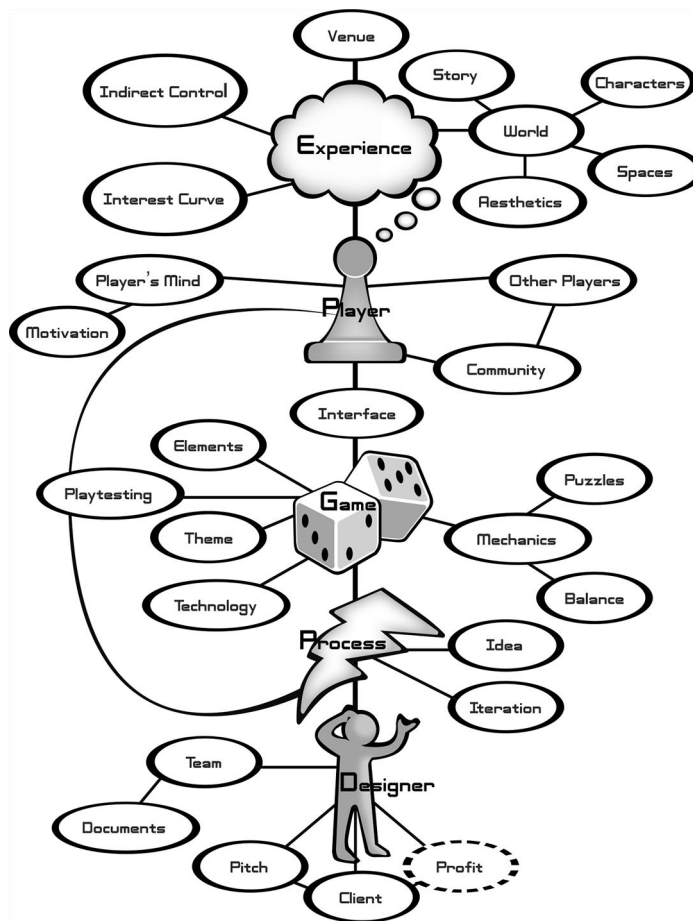 Venue
Story
Characters
Indirect Control
Experience
World
Spaces
Interest Curve
Aesthetics
Player's Mind
Other Players
Player
Motivation
Community
Interface
Elements
Puzzles
Playtesting
Game
Theme
Mechanics
Technology
Balance
Process
Idea
Iteration
Team
Designer
Documents
Pitch
Profit
Client